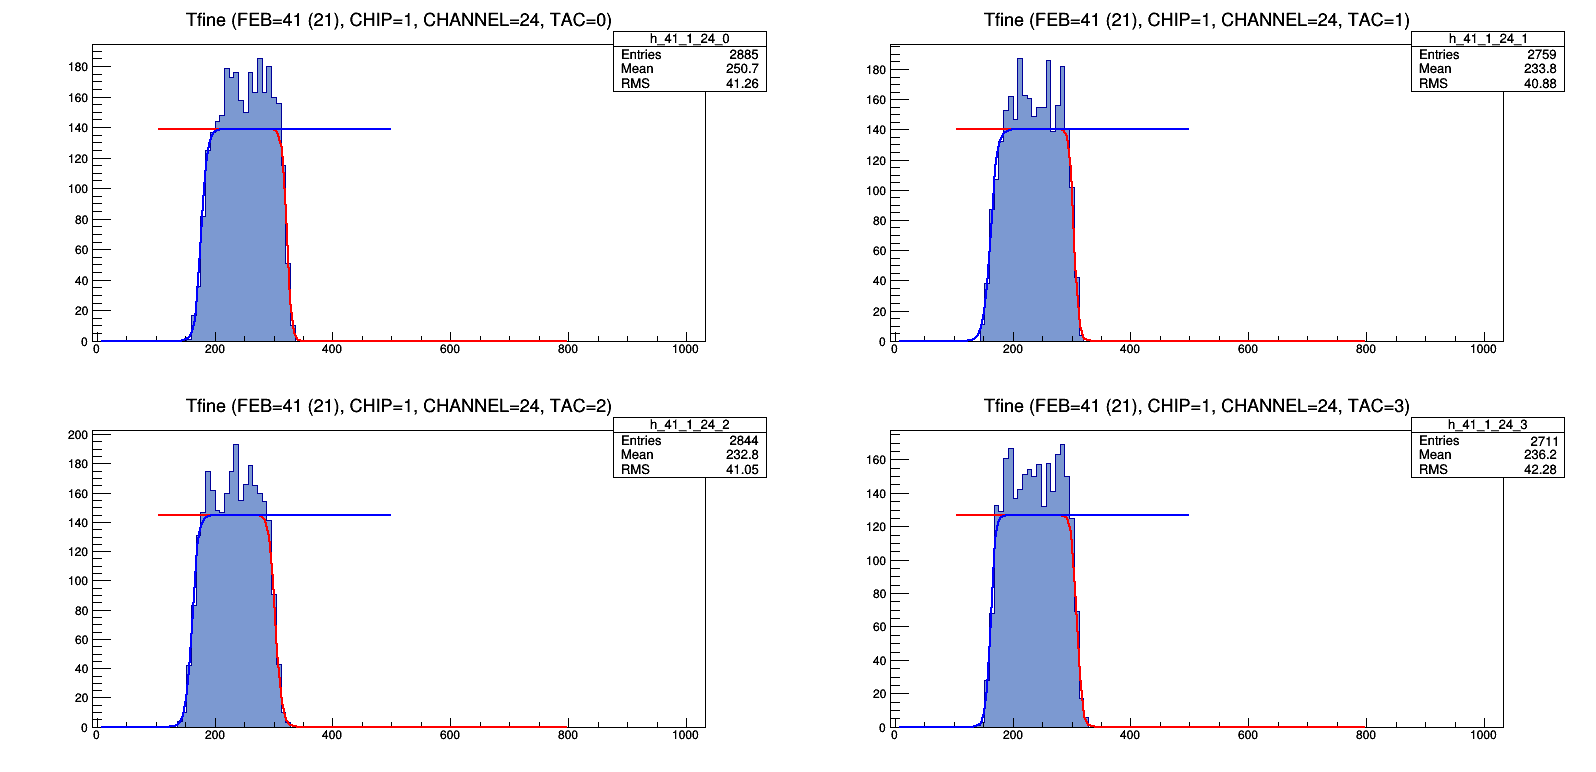 Tfine (FEB=41 (21), CHIP=1, CHANNEL=24, TAC=0)
h_41_1_24_0
Entries 2885
Mean 250.7
RMS 41.26
180
160
140
120
100
80
60
40
20
0
0 200 400 600 800 1000
Tfine (FEB=41 (21), CHIP=1, CHANNEL=24, TAC=1)
h_41_1_24_1
Entries 2759
Mean 233.8
RMS 40.88
180
160
140
120
100
80
60
40
20
0
0 200 400 600 800 1000
Tfine (FEB=41 (21), CHIP=1, CHANNEL=24, TAC=2)
h_41_1_24_2
Entries 2844
Mean 232.8
RMS 41.05
200
180
160
140
120
100
80
60
40
20
0
0 200 400 600 800 1000
Tfine (FEB=41 (21), CHIP=1, CHANNEL=24, TAC=3)
h_41_1_24_3
Entries 2711
Mean 236.2
RMS 42.28
160
140
120
100
80
60
40
20
0
0 200 400 600 800 1000